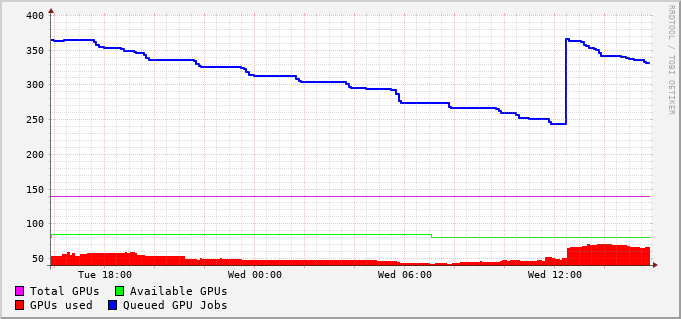 400
350
300
250
200
150
100
50
Tue 18:00 Wed 00:00 Wed 06:00 Wed 12:00
Total GPUs Available GPUs
GPUs used Queued GPU Jobs
RRDTOOL / TOBI OETIKER